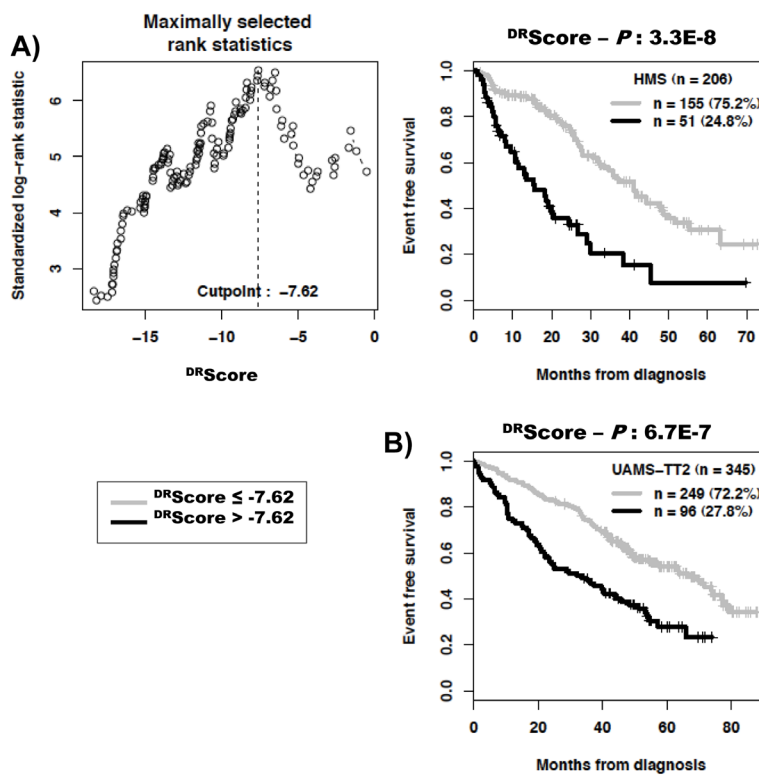 A)
Maximally selected
rank statistics
Standardized log-rank statistic
6
5
4
3
Cutpoint : −7.62
−15 −10 −5 0
DRScore
DRScore – P : 3.3E-8
HMS (n = 206)
n = 155 (75.2%)
n = 51 (24.8%)
Event free survival
1.0
0.8
0.6
0.4
0.2
0.0
0 10 20 30 40 50 60 70
Months from diagnosis
DRScore ≤ -7.62
DRScore > -7.62
B)
DRScore – P : 6.7E-7
UAMS−TT2 (n = 345)
n = 249 (72.2%)
n = 96 (27.8%)
Event free survival
1.0
0.8
0.6
0.4
0.2
0.0
0 20 40 60 80
Months from diagnosis